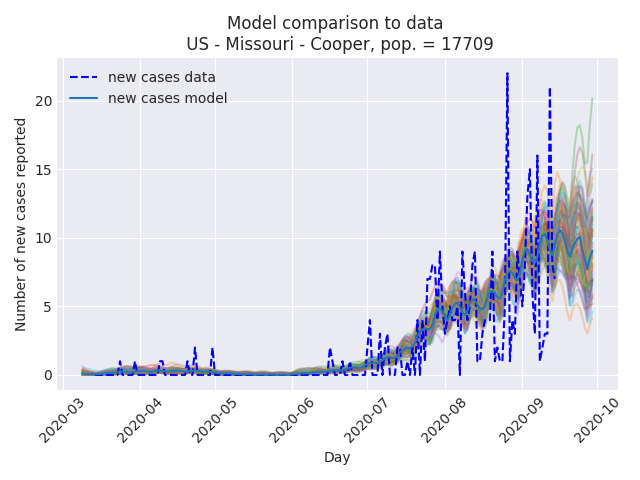 Model comparison to data
US - Missouri - Cooper, pop. = 17709
new cases data
new cases model
Number of new cases reported
20
15
10
5
0
2020-03
2020-04
2020-05
2020-06
2020-07
2020-08
2020-09
2020-10
Day